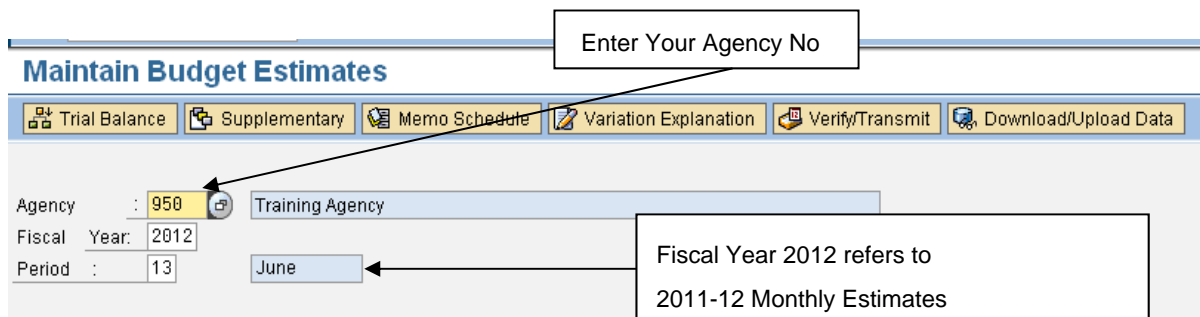 Enter Your Agency No
Maintain Budget Estimates
Trial Balance Supplementary Memo Schedule Variation Explanation Verify/Transmit Download/Upload Data
Agency : 950 Training Agency
Fiscal Year: 2012
Period : 13 June
Fiscal Year 2012 refers to
2011-12 Monthly Estimates